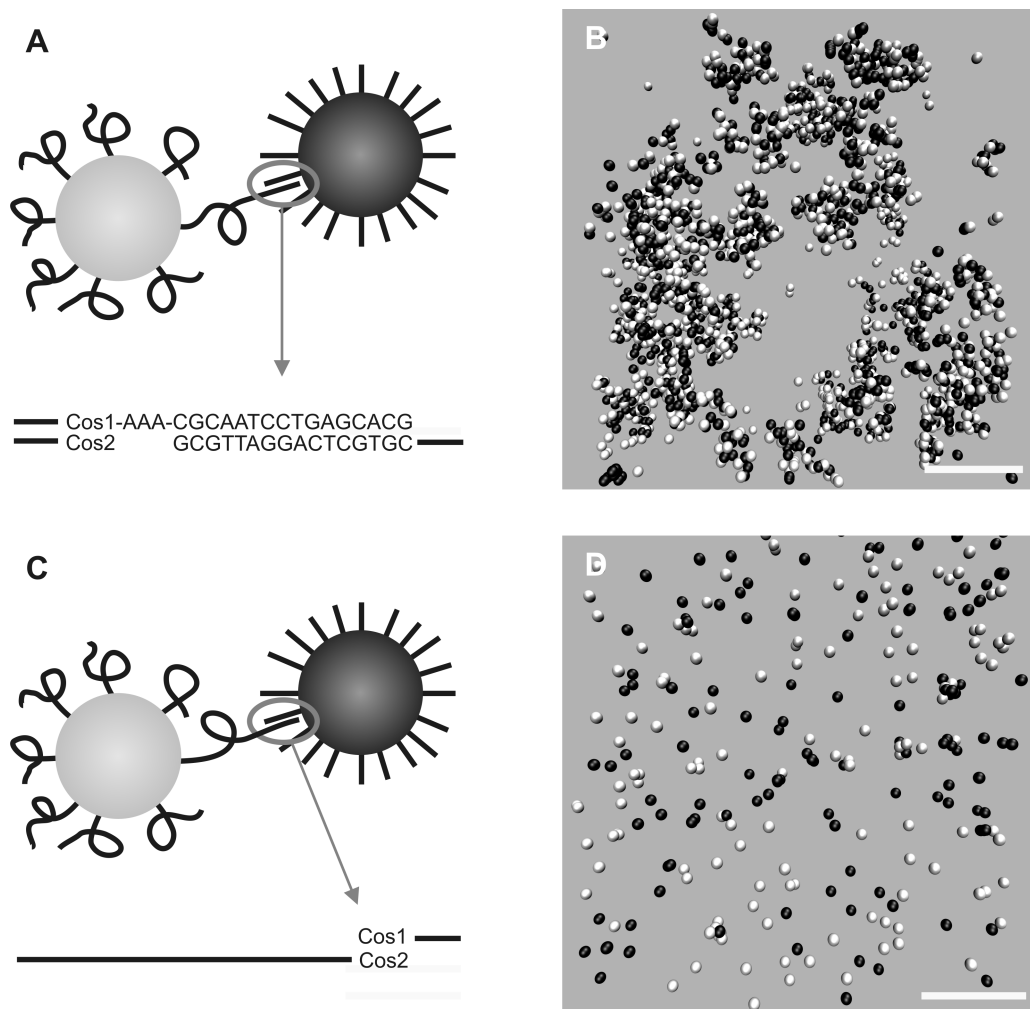 A
B
Cos1-AAA-CGCAATCCTGAGCACG
Cos2 GCGTTAGGACTCGTGC
C
D
Cos1
Cos2